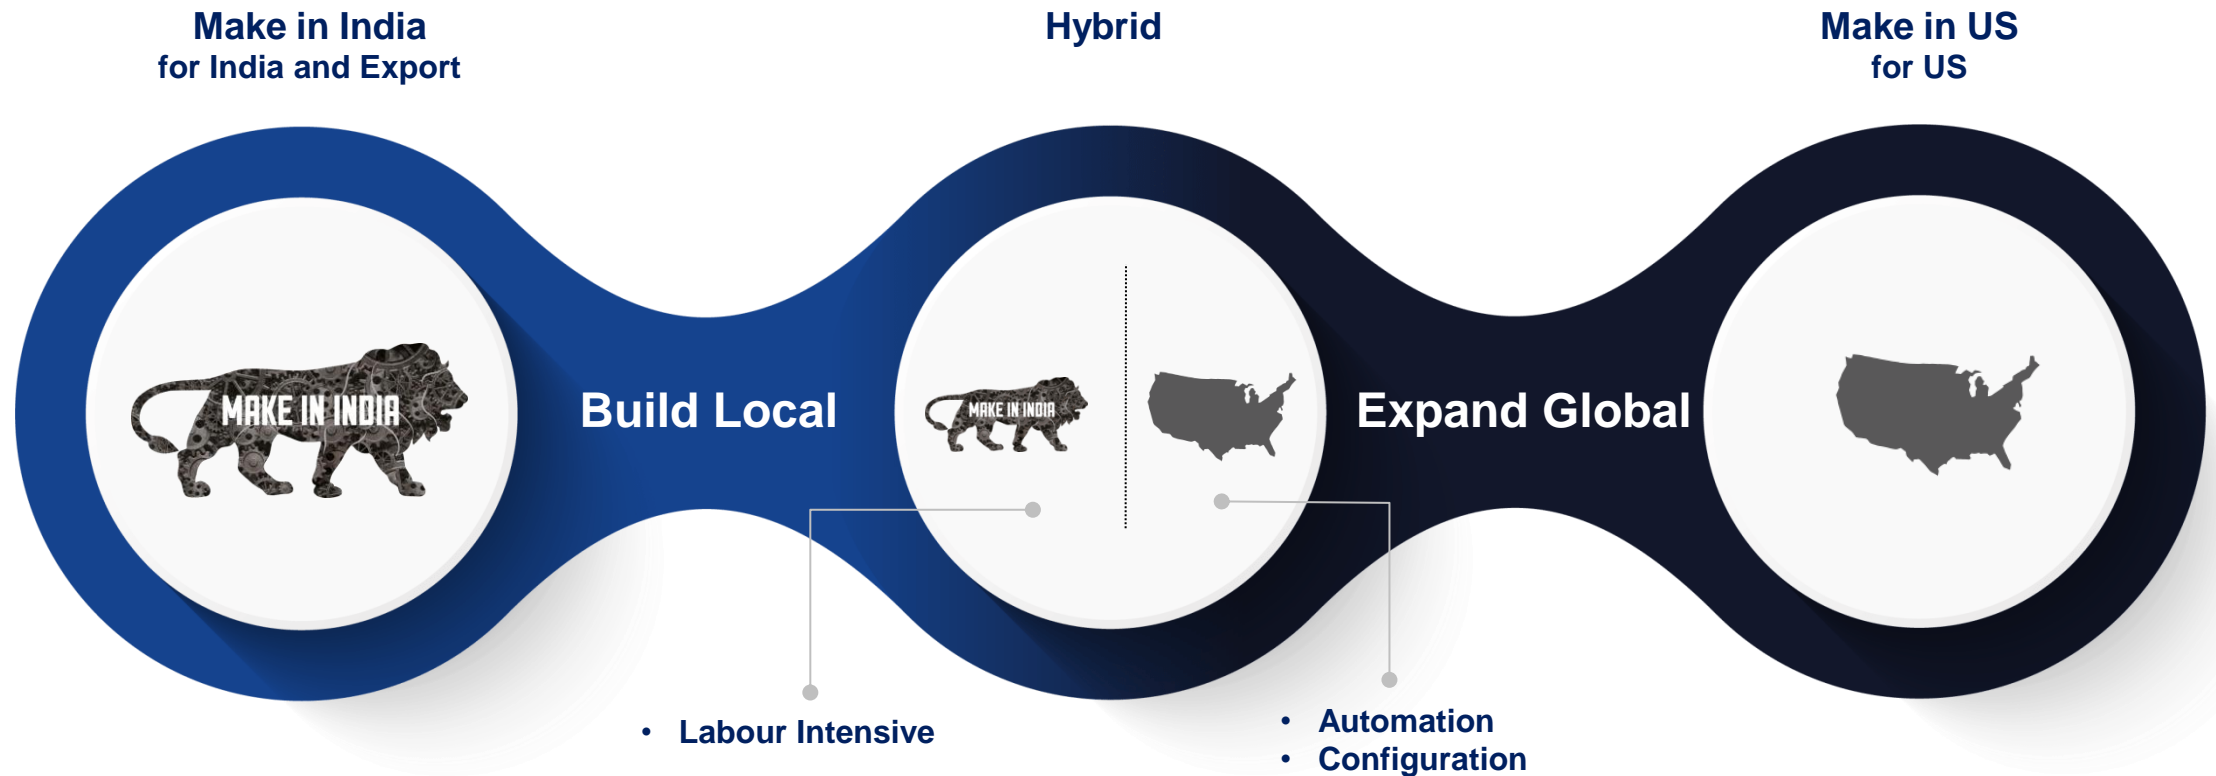 Make in India
for India and Export
Hybrid
Make in US
for US
MAKE IN INDIA
Build Local
MAKE IN INDIA
Expand Global
• Labour Intensive
• Automation
• Configuration